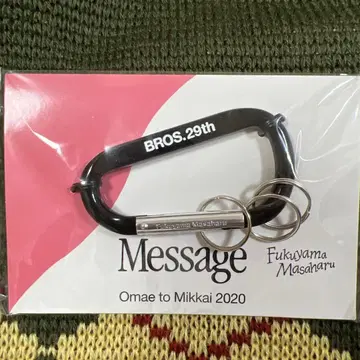 BROS.29th
Fukuyama Masaharu
Message
Fukuyama
Masaharu
Omae to Mikkai 2020